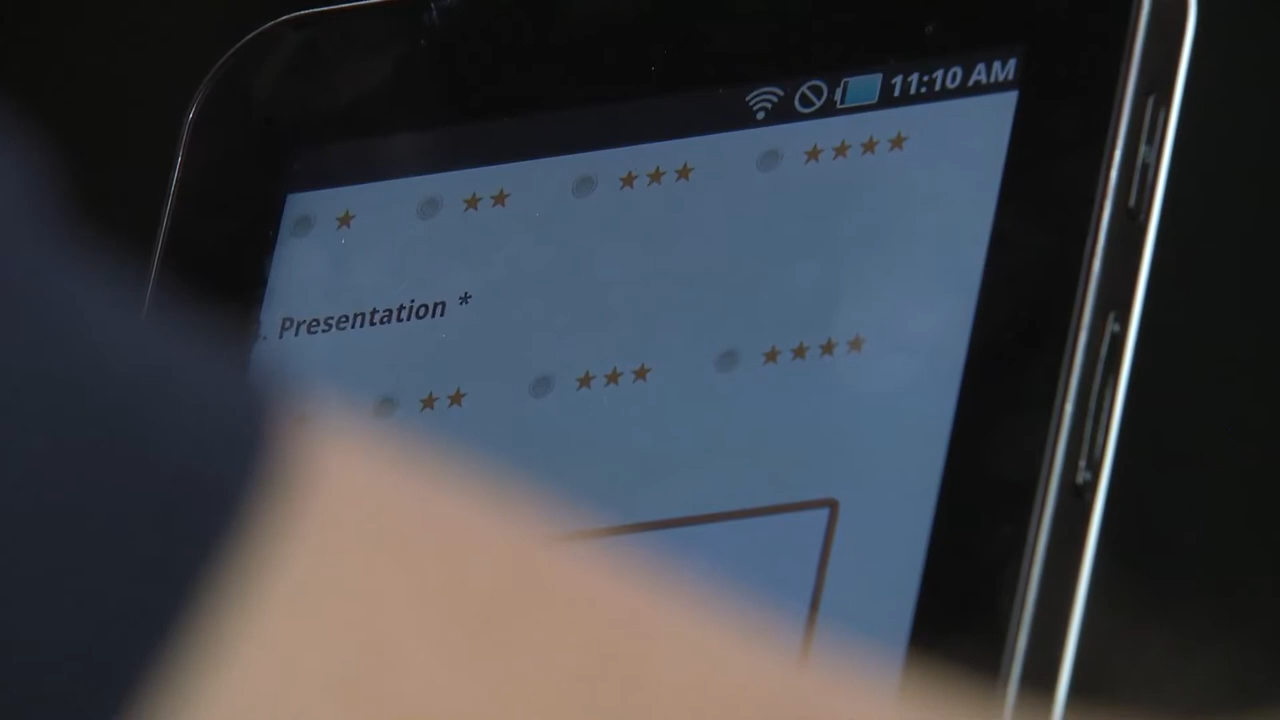 11:10 AM
★ ★★ ★★★ ★★★★
. Presentation *
★★ ★★★ ★★★★